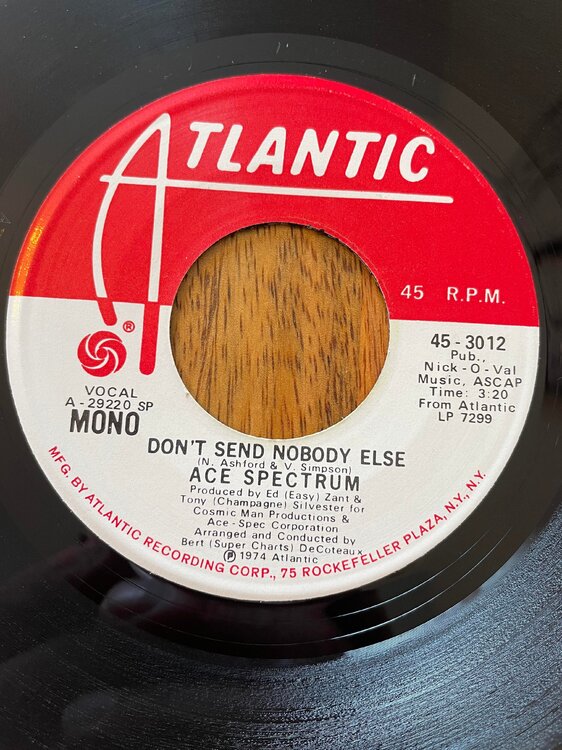 ATLANTIC
45 R.P.M.
®
45-3012
Pub.,
Nick-O-Val
Music, ASCAP
Time: 3:20
From Atlantic
LP 7299
VOCAL
A-29220 SP
MONO
DON'T SEND NOBODY ELSE
(N. Ashford & V. Simpson)
ACE SPECTRUM
Produced by Ed (Easy) Zant &
Tony (Champagne) Silvester for
Cosmic Man Productions &
Ace-Spec Corporation
Arranged and Conducted by
Bert (Super Charts) DeCoteaux
℗ 1974 Atlantic
MFG. BY ATLANTIC RECORDING CORP., 75 ROCKEFELLER PLAZA, N.Y., N.Y.